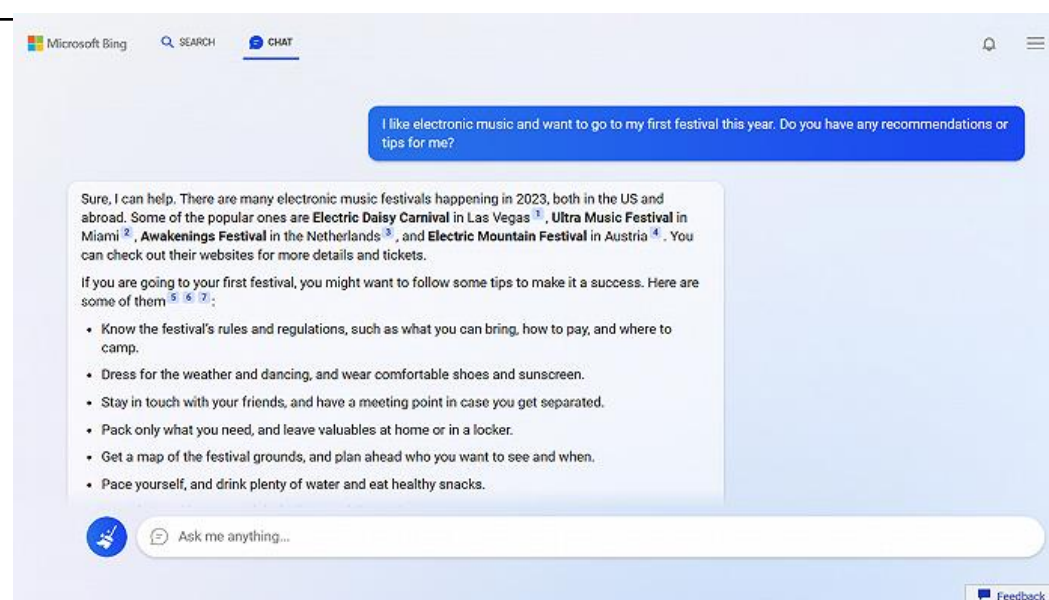 Microsoft Bing SEARCH CHAT
I like electronic music and want to go to my first festival this year. Do you have any recommendations or
tips for me?
Sure, I can help. There are many electronic music festivals happening in 2023, both in the US and
abroad. Some of the popular ones are Electric Daisy Carnival in Las Vegas 1 , Ultra Music Festival in
Miami 2 , Awakenings Festival in the Netherlands 3 , and Electric Mountain Festival in Austria 4 . You
can check out their websites for more details and tickets.
If you are going to your first festival, you might want to follow some tips to make it a success. Here are
some of them 5 6 7 :
• Know the festival's rules and regulations, such as what you can bring, how to pay, and where to
camp.
• Dress for the weather and dancing, and wear comfortable shoes and sunscreen.
• Stay in touch with your friends, and have a meeting point in case you get separated.
• Pack only what you need, and leave valuables at home or in a locker.
• Get a map of the festival grounds, and plan ahead who you want to see and when.
• Pace yourself, and drink plenty of water and eat healthy snacks.
Ask me anything...
Feedback